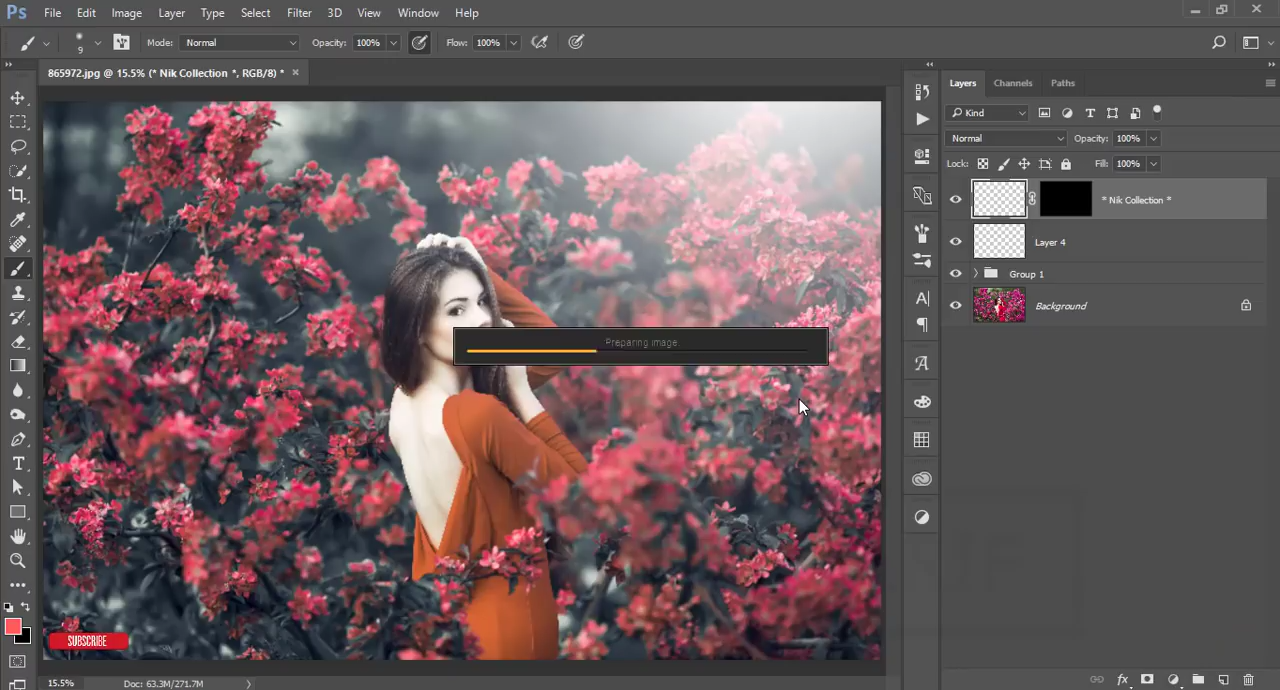 Ps File Edit Image Layer Type Select Filter 3D View Window Help
9 Mode: Normal Opacity: 100% Flow: 100%
865972.jpg @ 15.5% (* Nik Collection *, RGB/8) * ×
Layers Channels Paths
Kind
Normal Opacity: 100%
Lock: Fill: 100%
* Nik Collection *
Layer 4
Group 1
Background
Preparing image
SUBSCRIBE
15.5% Doc: 63.3M/271.7M